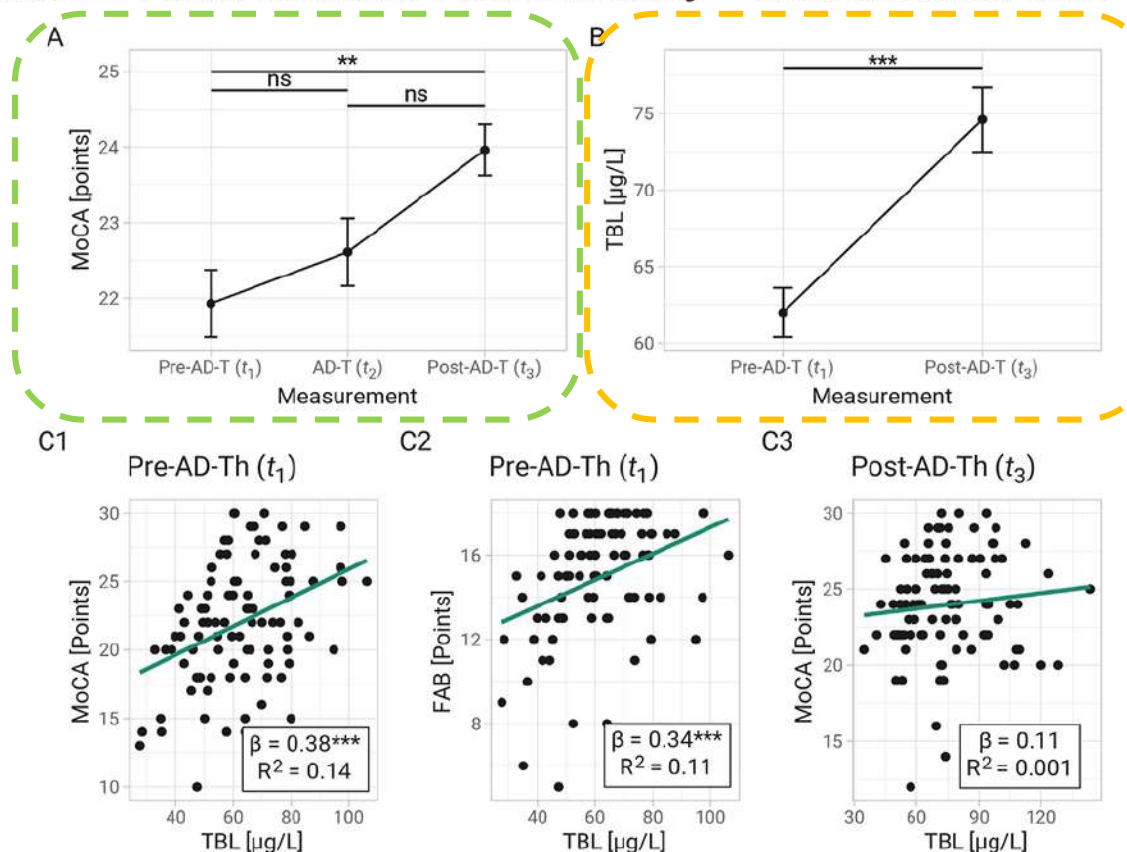 A
B
**
ns
ns
***
MoCA [points]
25
24
23
22
TBL [µg/L]
75
70
65
60
Pre-AD-T (t1)
AD-T (t2)
Post-AD-T (t3)
Measurement
Pre-AD-T (t1)
Post-AD-T (t3)
Measurement
C1
C2
C3
Pre-AD-Th (t1)
Pre-AD-Th (t1)
Post-AD-Th (t3)
MoCA [Points]
30
25
20
15
10
β = 0.38***
R² = 0.14
40
60
80
100
TBL [µg/L]
FAB [Points]
16
12
8
β = 0.34***
R² = 0.11
40
60
80
100
TBL [µg/L]
MoCA [Points]
30
25
20
15
β = 0.11
R² = 0.001
30
60
90
120
TBL [µg/L]